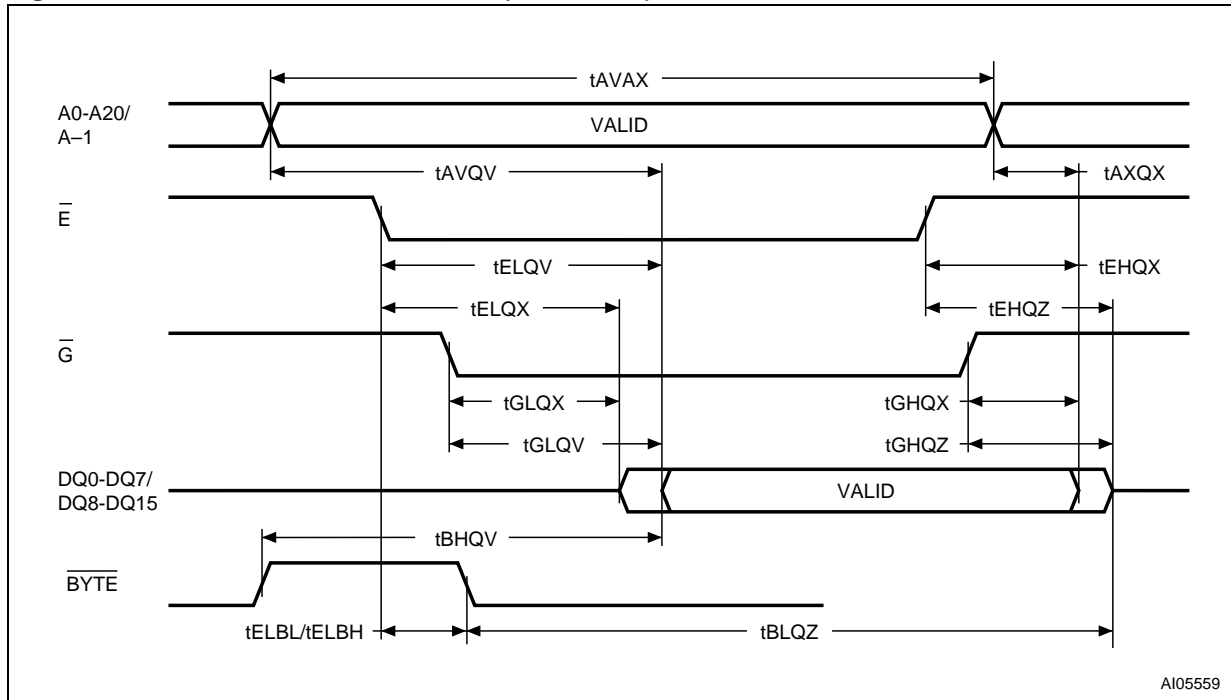 tAVAX
A0-A20/
A–1
VALID
tAVQV
tAXQX
E
tELQV
tEHQX
tELQX
tEHQZ
G
tGLQX
tGHQX
tGLQV
tGHQZ
DQ0-DQ7/
DQ8-DQ15
VALID
tBHQV
BYTE
tELBL/tELBH
tBLQZ
AI05559